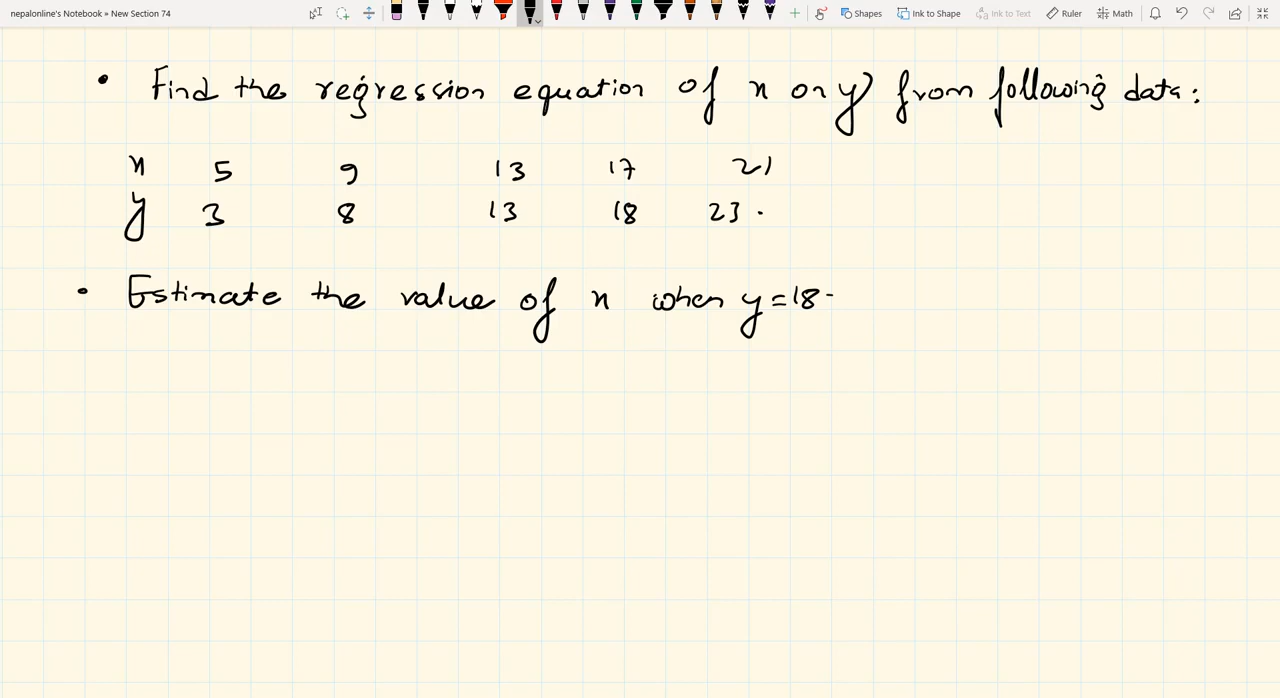 nepalonline's Notebook » New Section 74
Shapes Ink to Shape Ink to Text Ruler Math
• Find the regression equation of x on y from following data:
x 5 9 13 17 21
y 3 8 13 18 23.
• Estimate the value of x when y=18-